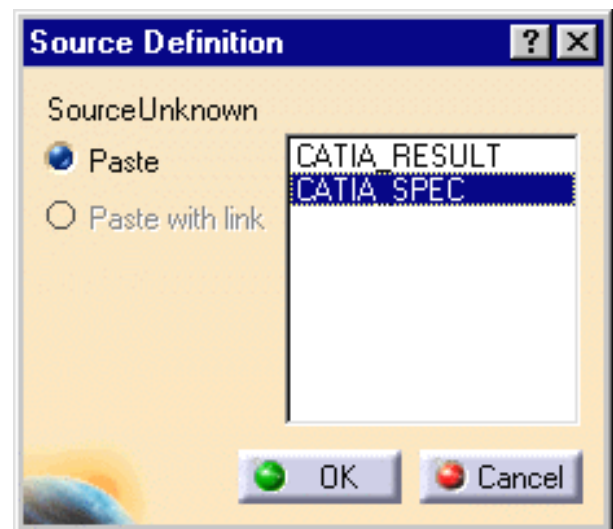 Source Definition
SourceUnknown
Paste
Paste with link
CATIA_RESULT
CATIA_SPEC
OK
Cancel